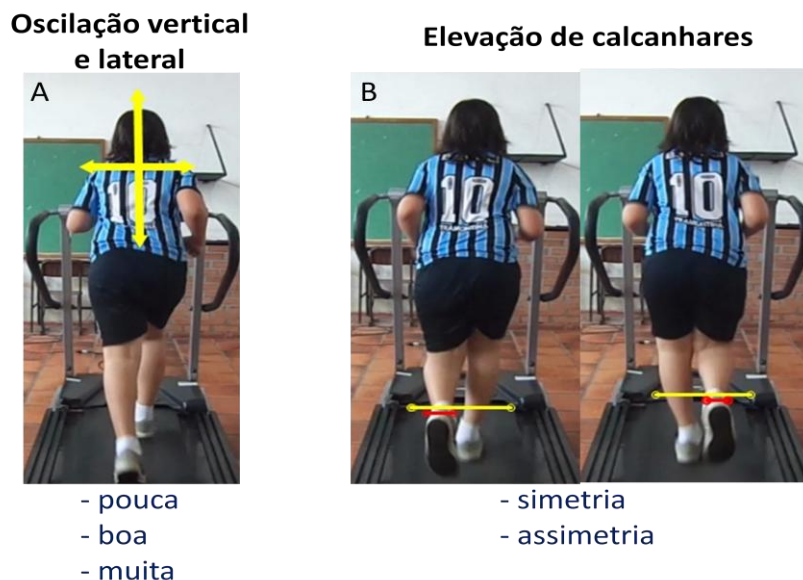 Oscilação vertical
e lateral
Elevação de calcanhares
A
B
10
10
10
- pouca
- boa
- muita
- simetria
- assimetria